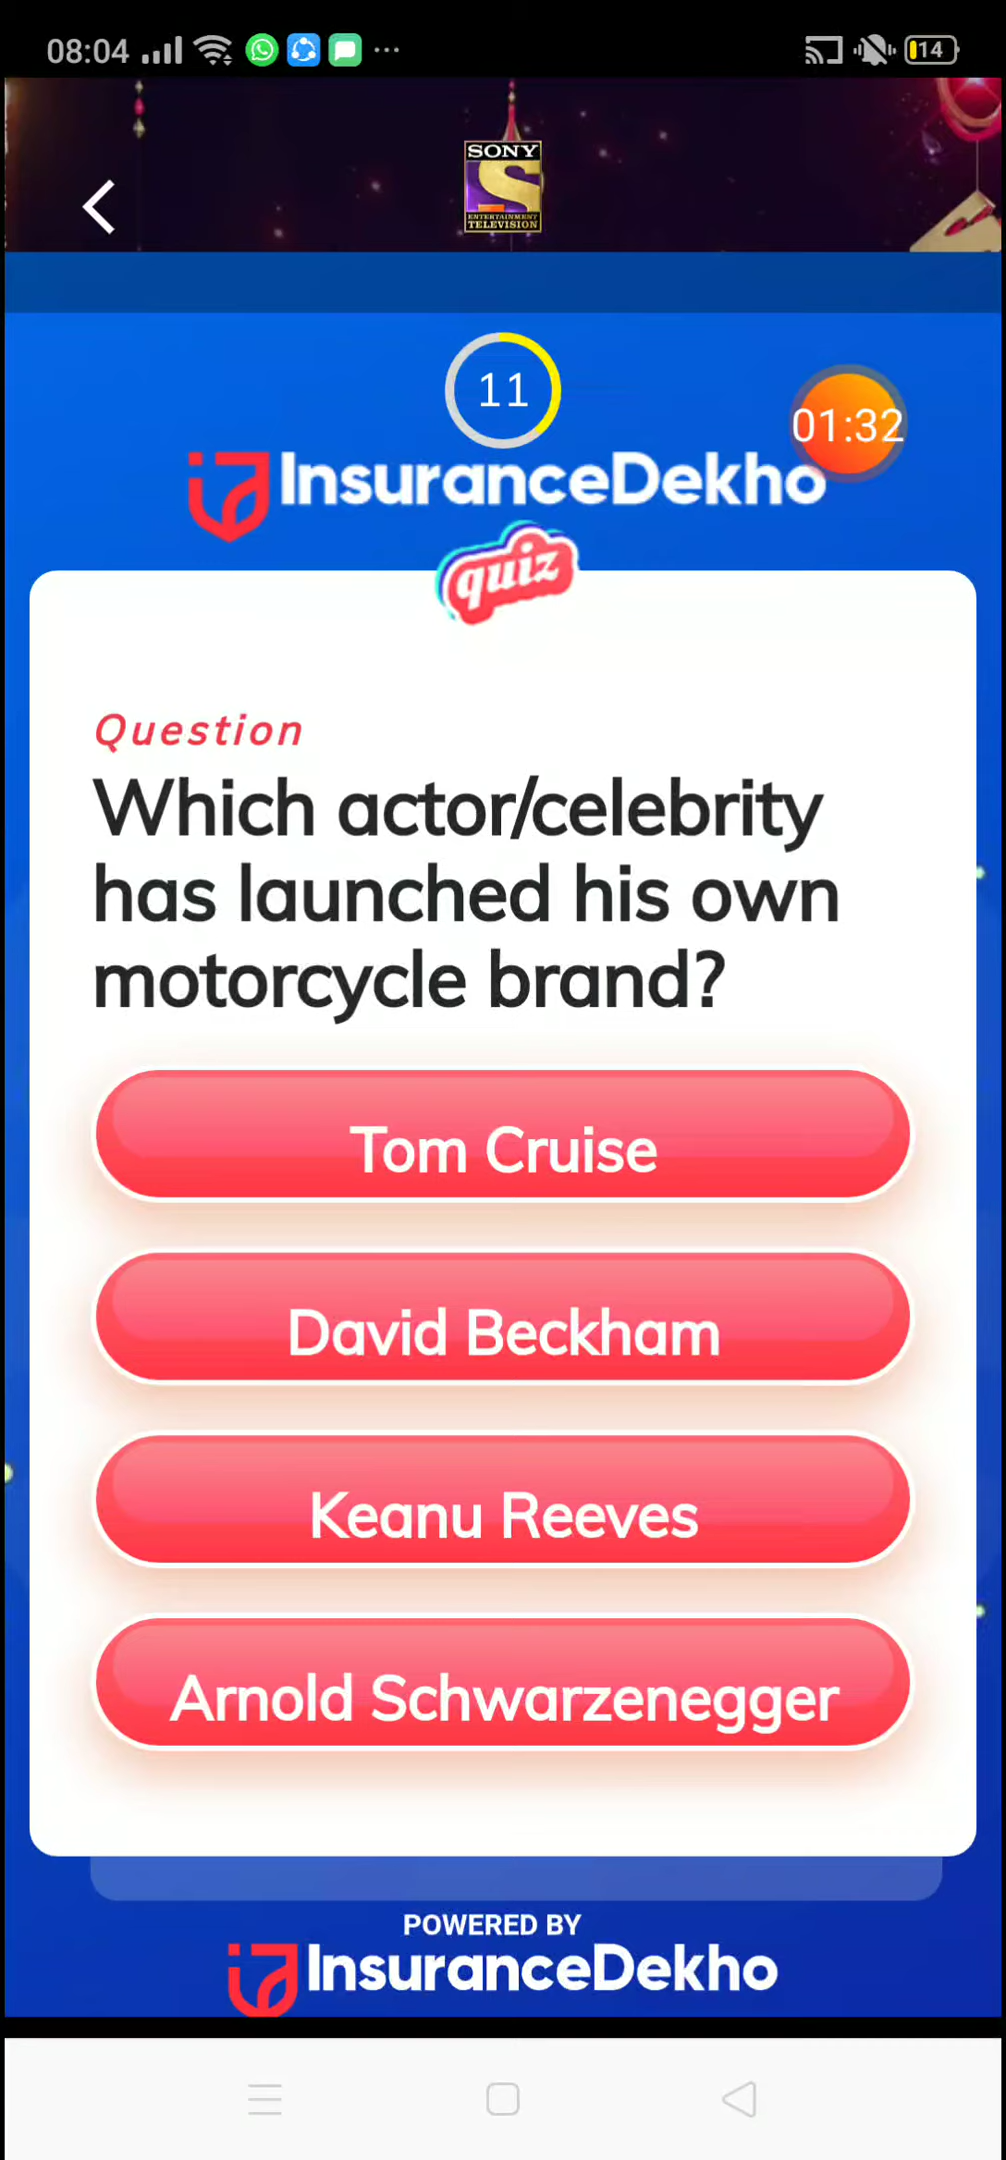 08:04
14
SONY
ENTERTAINMENT
TELEVISION
11
01:32
InsuranceDekho
quiz
Question
Which actor/celebrity
has launched his own
motorcycle brand?
Tom Cruise
David Beckham
Keanu Reeves
Arnold Schwarzenegger
POWERED BY
InsuranceDekho